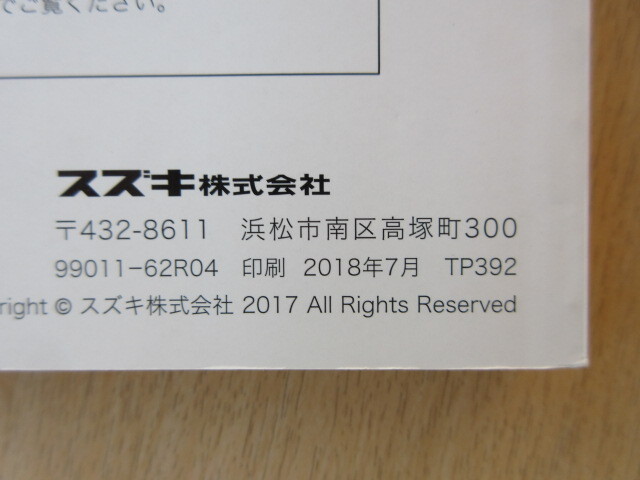 でご覧ください。
スズキ株式会社
〒432-8611 浜松市南区高塚町300
99011-62R04 印刷 2018年7月 TP392
right © スズキ株式会社 2017 All Rights Reserved